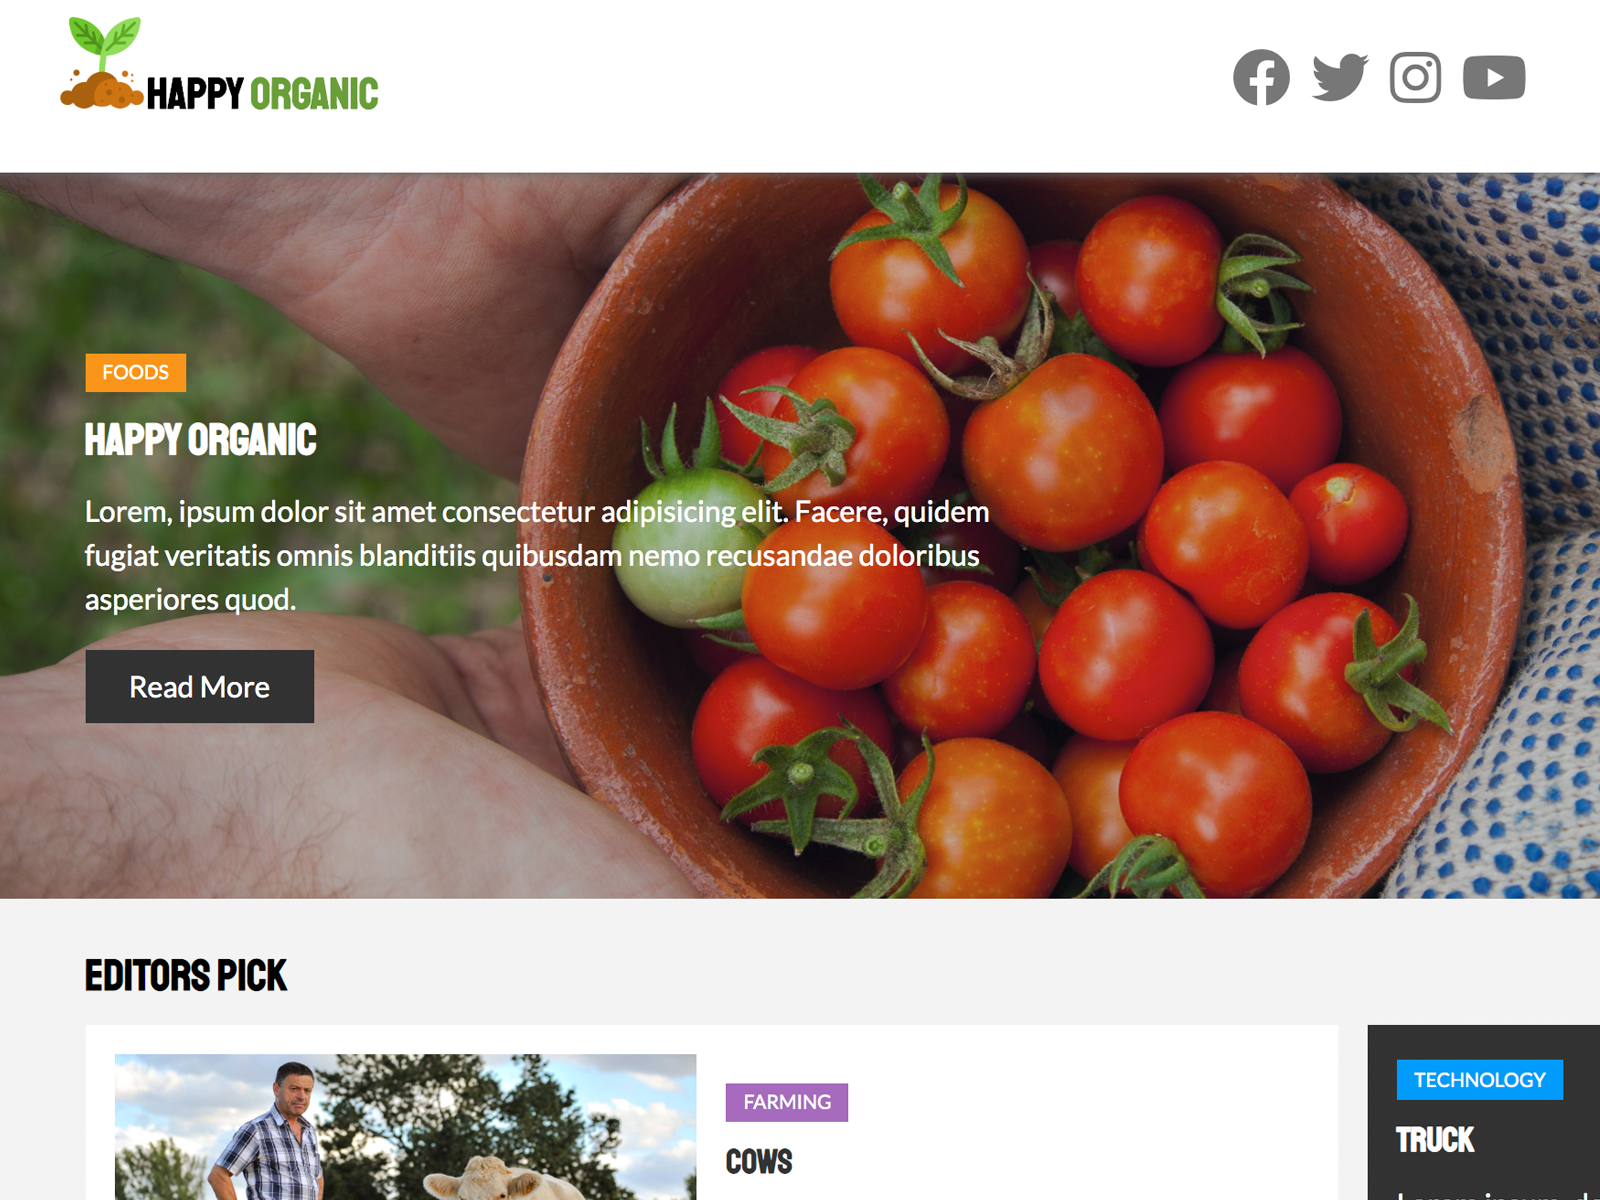 HAPPY ORGANIC
FOODS
HAPPY ORGANIC
Lorem, ipsum dolor sit amet consectetur adipisicing elit. Facere, quidem
fugiat veritatis omnis blanditiis quibusdam nemo recusandae doloribus
asperiores quod.
Read More
EDITORS PICK
FARMING
COWS
TECHNOLOGY
TRUCK